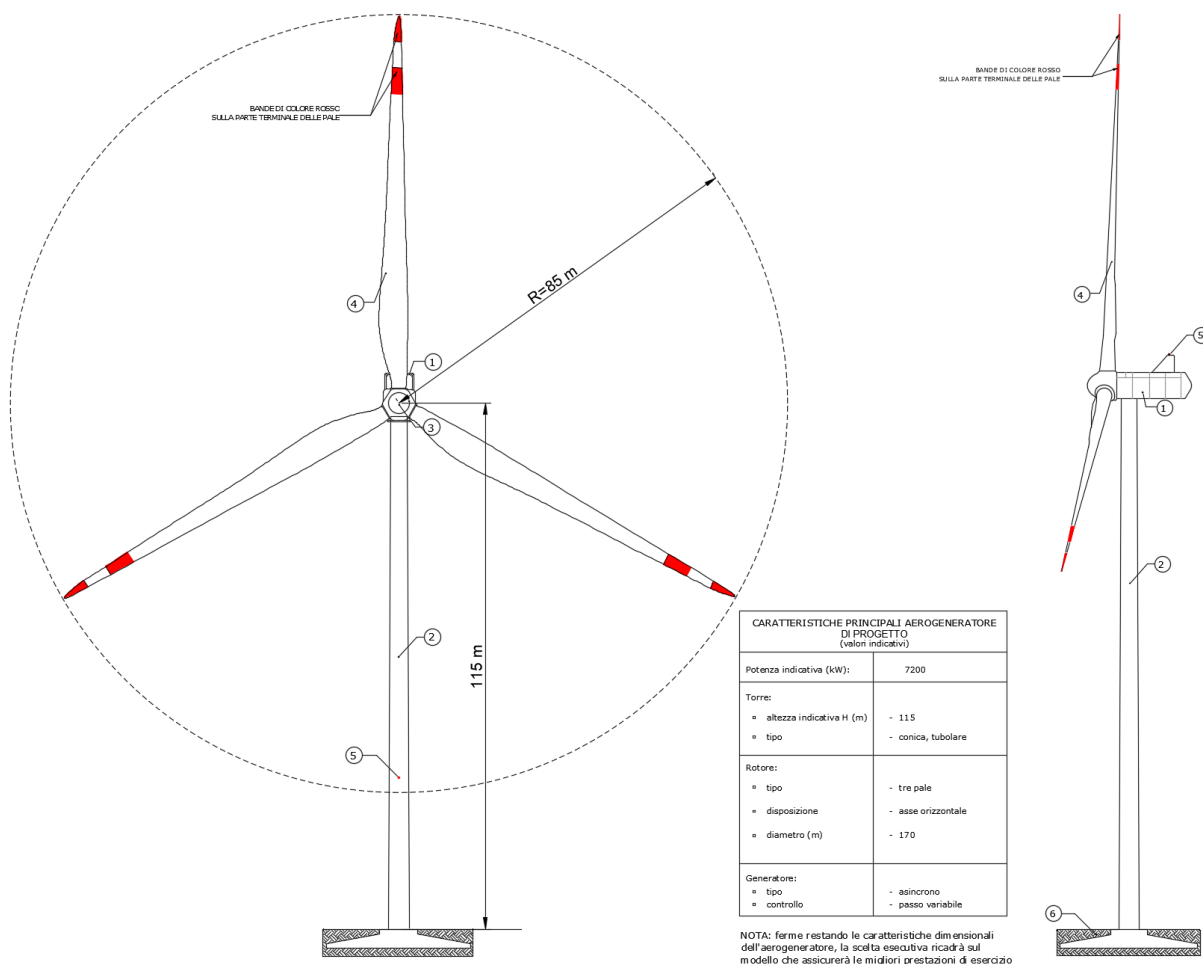 BANDE DI COLORE ROSSO
SULLA PARTE TERMINALE DELLE PALE
4
R=85 m
1
3
115 m
2
5
BANDE DI COLORE ROSSO
SULLA PARTE TERMINALE DELLE PALE
4
5
1
2
6
CARATTERISTICHE PRINCIPALI AEROGENERATORE
DI PROGETTO
(valori indicativi)
Potenza indicativa (kW): 7200
Torre:
altezza indicativa H (m) - 115
tipo - conica, tubolare
Rotore:
tipo - tre pale
disposizione - asse orizzontale
diametro (m) - 170
Generatore:
tipo - asincrono
controllo - passo variabile
NOTA: ferme restando le caratteristiche dimensionali
dell'aerogeneratore, la scelta esecutiva ricadrà sul
modello che assicurerà le migliori prestazioni di esercizio